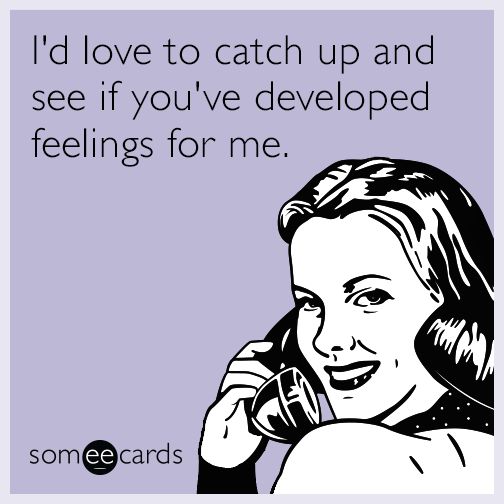 I'd love to catch up and
see if you've developed
feelings for me.
someecards